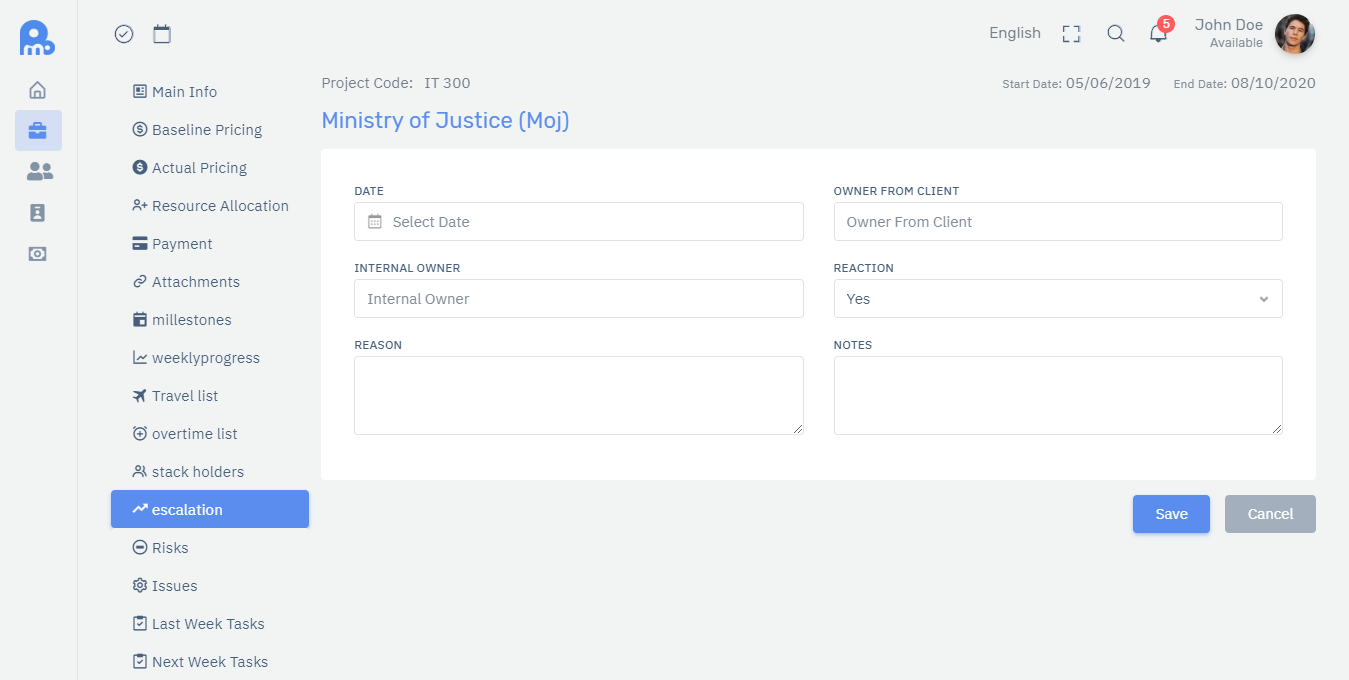 English
5
John Doe
Available
Main Info
Baseline Pricing
Actual Pricing
Resource Allocation
Payment
Attachments
millestones
weeklyprogress
Travel list
overtime list
stack holders
escalation
Risks
Issues
Last Week Tasks
Next Week Tasks
Project Code: IT 300
Start Date: 05/06/2019 End Date: 08/10/2020
Ministry of Justice (Moj)
DATE
Select Date
OWNER FROM CLIENT
Owner From Client
INTERNAL OWNER
Internal Owner
REACTION
Yes
REASON
NOTES
Save
Cancel